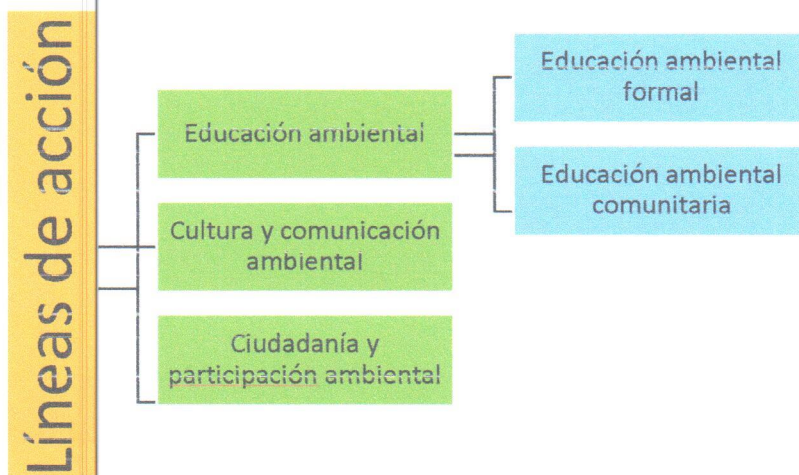 Líneas de acción
Educación ambiental
Cultura y comunicación
ambiental
Ciudadanía y
participación ambiental
Educación ambiental
formal
Educación ambiental
comunitaria